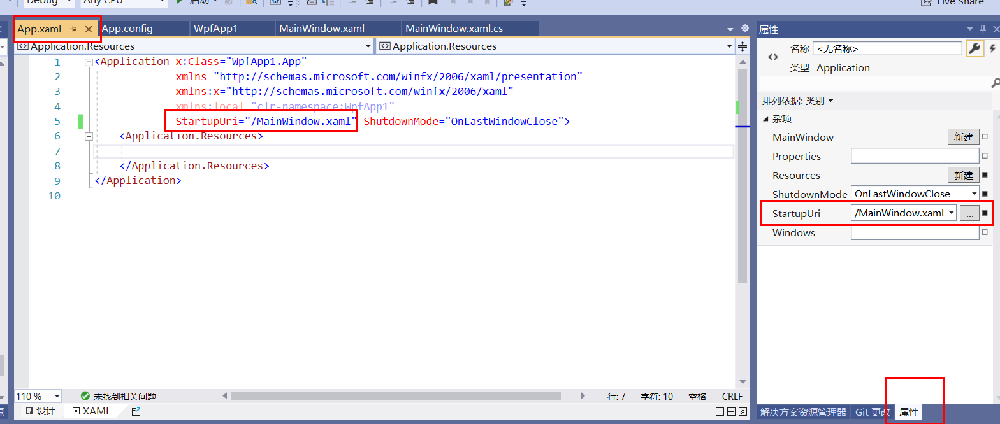 Debug Any CPU 启动 Live Share
App.xaml App.config WpfApp1 MainWindow.xaml MainWindow.xaml.cs
Application.Resources Application.Resources
1 <Application x:Class="WpfApp1.App"
2 xmlns="http://schemas.microsoft.com/winfx/2006/xaml/presentation"
3 xmlns:x="http://schemas.microsoft.com/winfx/2006/xaml"
4 xmlns:local="clr-namespace:WpfApp1"
5 StartupUri="/MainWindow.xaml" ShutdownMode="OnLastWindowClose">
6 <Application.Resources>
7
8 </Application.Resources>
9 </Application>
10
110 % 未找到相关问题 行: 7 字符: 10 空格 CRLF
源 设计 XAML
属性
名称 <无名称>
类型 Application
排列依据: 类别
杂项
MainWindow 新建
Properties
Resources 新建
ShutdownMode OnLastWindowClose
StartupUri /MainWindow.xaml ...
Windows
解决方案资源管理器 Git 更改 属性